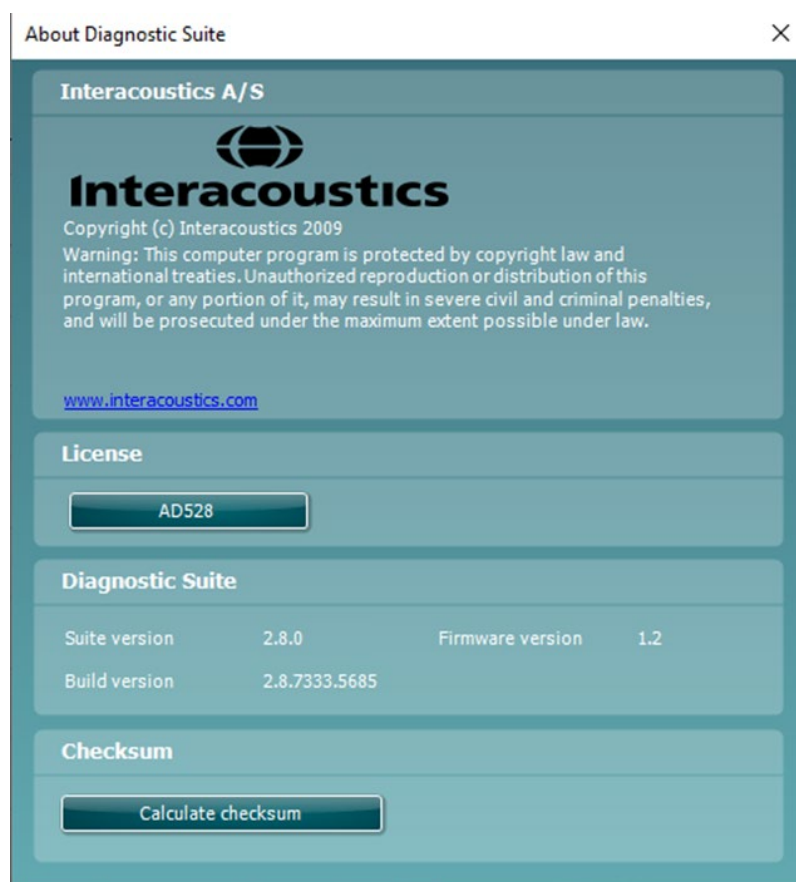 About Diagnostic Suite
Interacoustics A/S
Interacoustics
Copyright (c) Interacoustics 2009
Warning: This computer program is protected by copyright law and
international treaties. Unauthorized reproduction or distribution of this
program, or any portion of it, may result in severe civil and criminal penalties,
and will be prosecuted under the maximum extent possible under law.
www.interacoustics.com
License
AD528
Diagnostic Suite
Suite version 2.8.0 Firmware version 1.2
Build version 2.8.7333.5685
Checksum
Calculate checksum